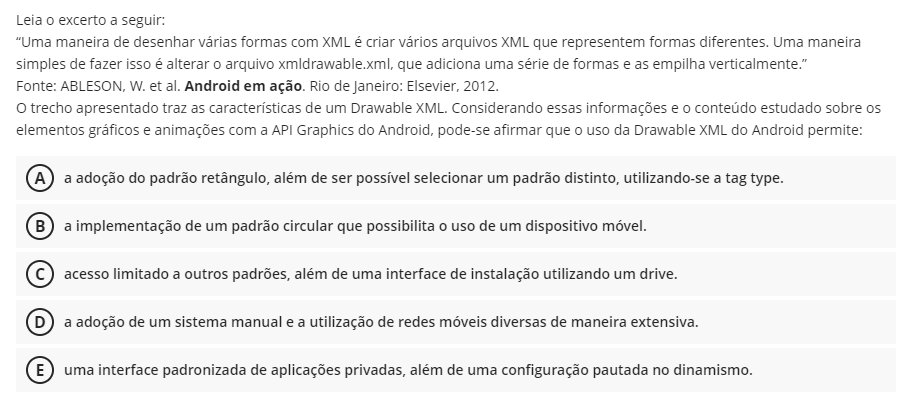 Leia o excerto a seguir:
“Uma maneira de desenhar várias formas com XML é criar vários arquivos XML que representem formas diferentes. Uma maneira
simples de fazer isso é alterar o arquivo xmldrawable.xml, que adiciona uma série de formas e as empilha verticalmente.”
Fonte: ABLESON, W. et al. Android em ação. Rio de Janeiro: Elsevier, 2012.
O trecho apresentado traz as características de um Drawable XML. Considerando essas informações e o conteúdo estudado sobre os
elementos gráficos e animações com a API Graphics do Android, pode-se afirmar que o uso da Drawable XML do Android permite:
A a adoção do padrão retângulo, além de ser possível selecionar um padrão distinto, utilizando-se a tag type.
B a implementação de um padrão circular que possibilita o uso de um dispositivo móvel.
C acesso limitado a outros padrões, além de uma interface de instalação utilizando um drive.
D a adoção de um sistema manual e a utilização de redes móveis diversas de maneira extensiva.
E uma interface padronizada de aplicações privadas, além de uma configuração pautada no dinamismo.